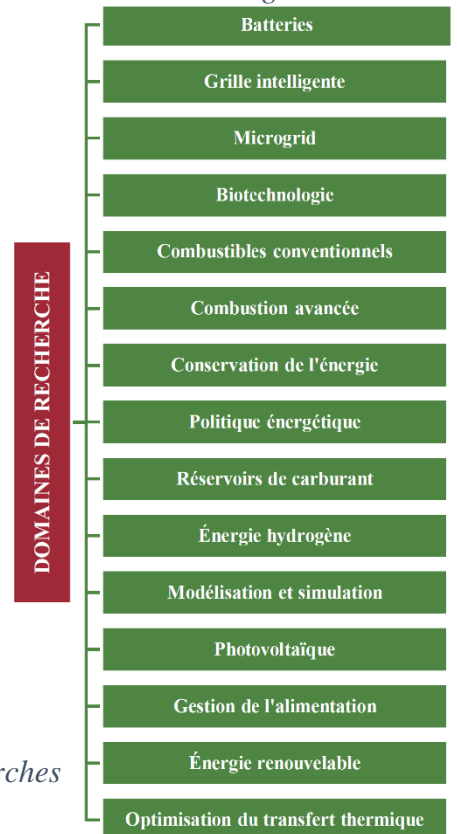 Batteries
Grille intelligente
Microgrid
Biotechnologie
Combustibles conventionnels
Combustion avancée
Conservation de l'énergie
DOMAINES DE RECHERCHE
Politique énergétique
Réservoirs de carburant
Énergie hydrogène
Modélisation et simulation
Photovoltaïque
Gestion de l'alimentation
Énergie renouvelable
rches
Optimisation du transfert thermique